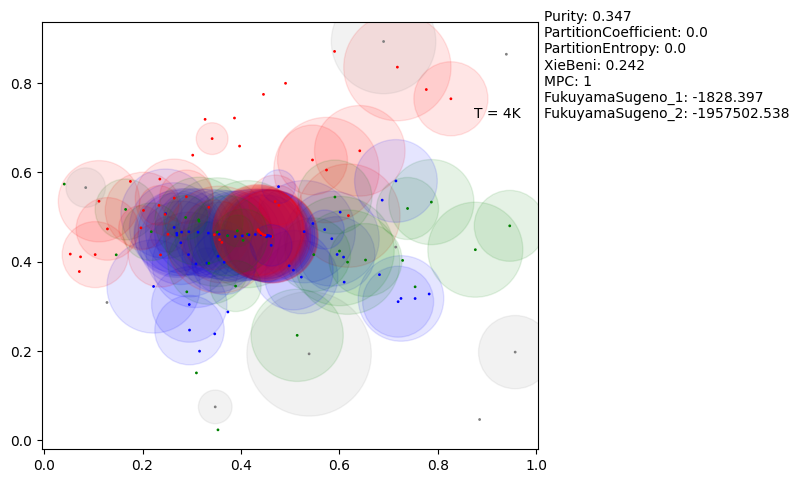 Purity: 0.347
PartitionCoefficient: 0.0
PartitionEntropy: 0.0
XieBeni: 0.242
MPC: 1
FukuyamaSugeno_1: -1828.397
FukuyamaSugeno_2: -1957502.538
T = 4K
0.8
0.6
0.4
0.2
0.0
0.0 0.2 0.4 0.6 0.8 1.0